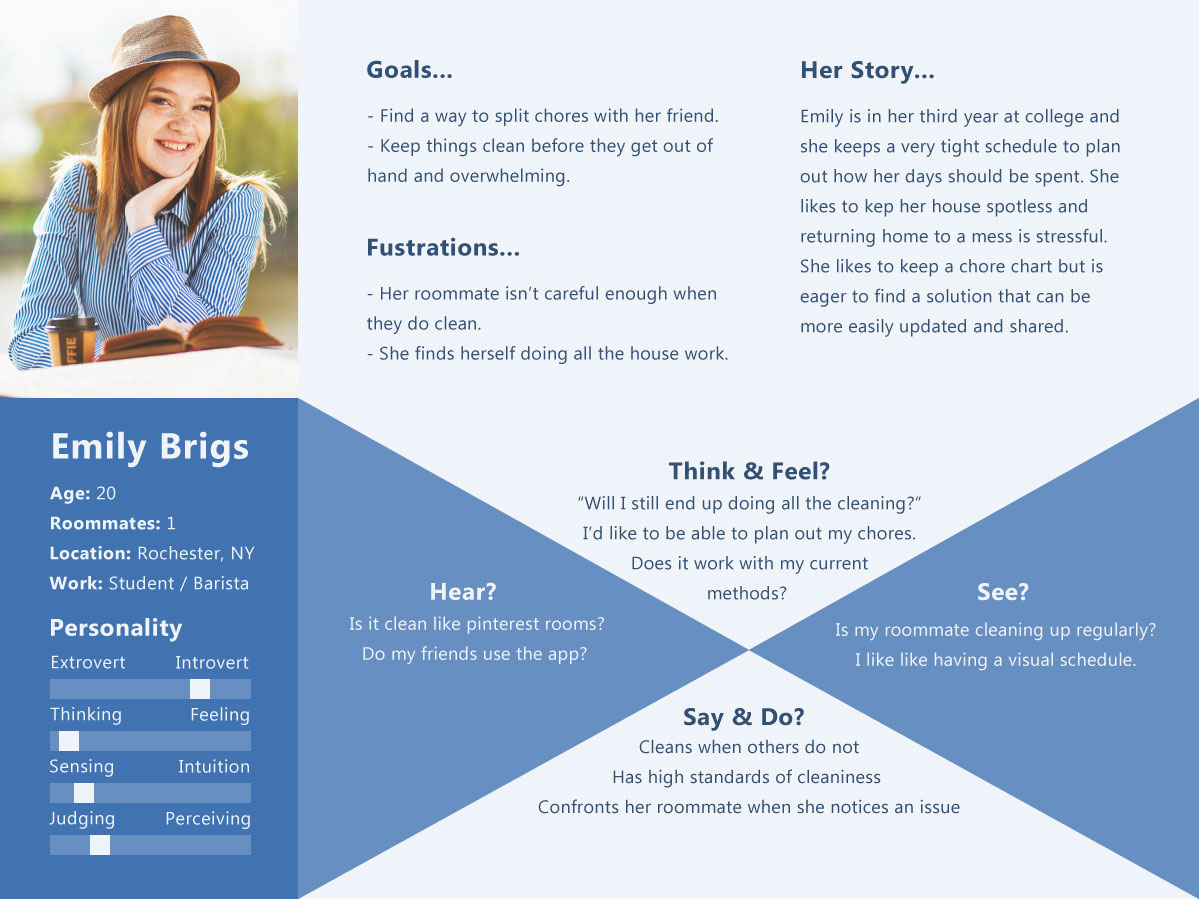 Goals...
- Find a way to split chores with her friend.
- Keep things clean before they get out of
hand and overwhelming.
Fustrations...
- Her roommate isn’t careful enough when
they do clean.
- She finds herself doing all the house work.
Her Story...
Emily is in her third year at college and
she keeps a very tight schedule to plan
out how her days should be spent. She
likes to kep her house spotless and
returning home to a mess is stressful.
She likes to keep a chore chart but is
eager to find a solution that can be
more easily updated and shared.
FFIE
Emily Brigs
Age: 20
Roommates: 1
Location: Rochester, NY
Work: Student / Barista
Personality
Extrovert Introvert
Thinking Feeling
Sensing Intuition
Judging Perceiving
Think & Feel?
“Will I still end up doing all the cleaning?”
I’d like to be able to plan out my chores.
Does it work with my current
methods?
Hear?
Is it clean like pinterest rooms?
Do my friends use the app?
See?
Is my roommate cleaning up regularly?
I like like having a visual schedule.
Say & Do?
Cleans when others do not
Has high standards of cleaniness
Confronts her roommate when she notices an issue